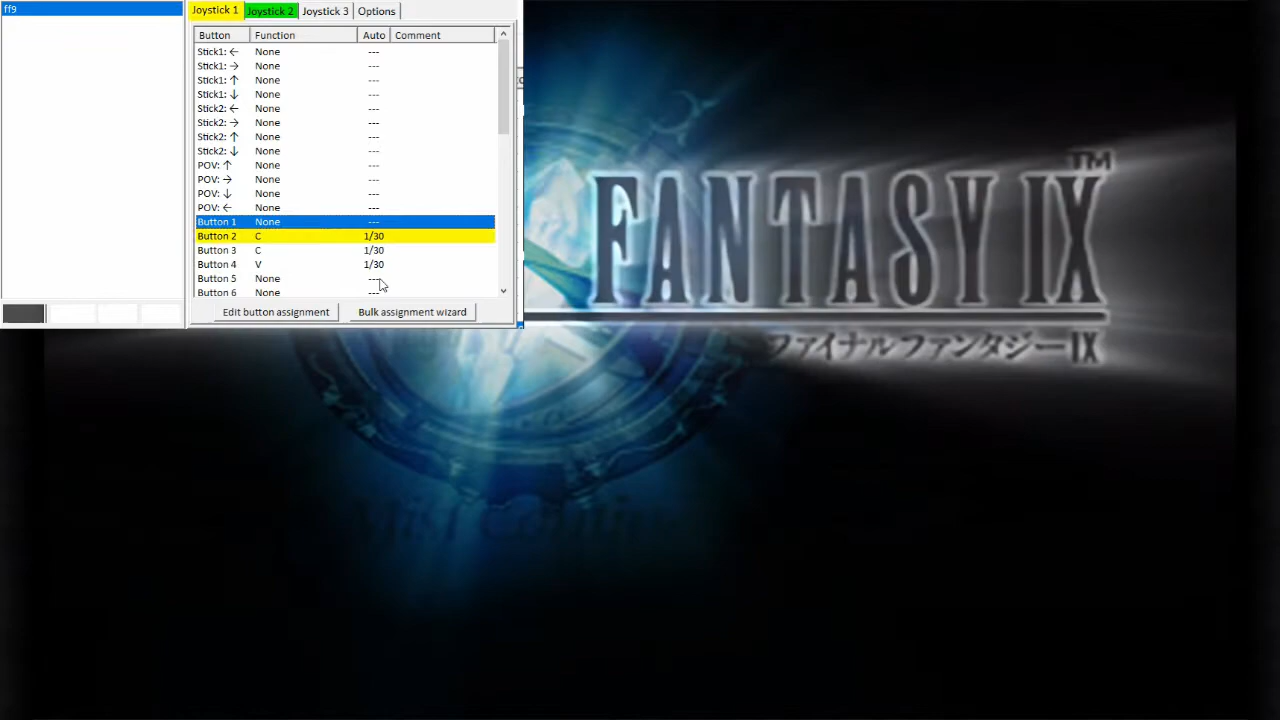 ff9
Joystick 1 Joystick 2 Joystick 3 Options
Button Function Auto Comment
Stick1: ← None ---
Stick1: → None ---
Stick1: ↑ None ---
Stick1: ↓ None ---
Stick2: ← None ---
Stick2: → None ---
Stick2: ↑ None ---
Stick2: ↓ None ---
POV: ↑ None ---
POV: → None ---
POV: ↓ None ---
POV: ← None ---
Button 1 None ---
Button 2 C 1/30
Button 3 C 1/30
Button 4 V 1/30
Button 5 None ---
Button 6 None ---
Edit button assignment Bulk assignment wizard
FANTASY IX™
ファイナルファンタジーIX